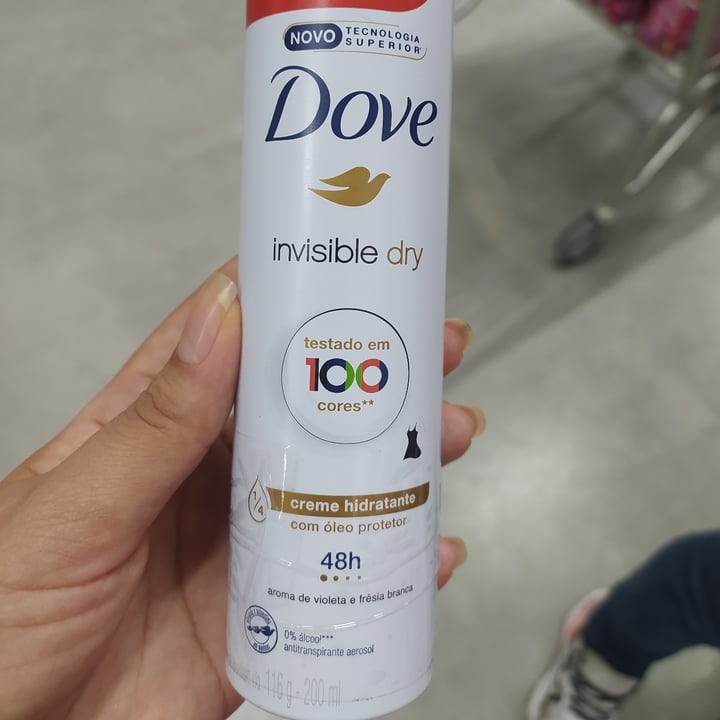 NOVO TECNOLOGIA SUPERIOR*
Dove
invisible dry
testado em
100
cores**
1/4
creme hidratante
com óleo protetor
48h
aroma de violeta e frésia branca
0% álcool***
antitranspirante aerosol
116 g - 200 ml